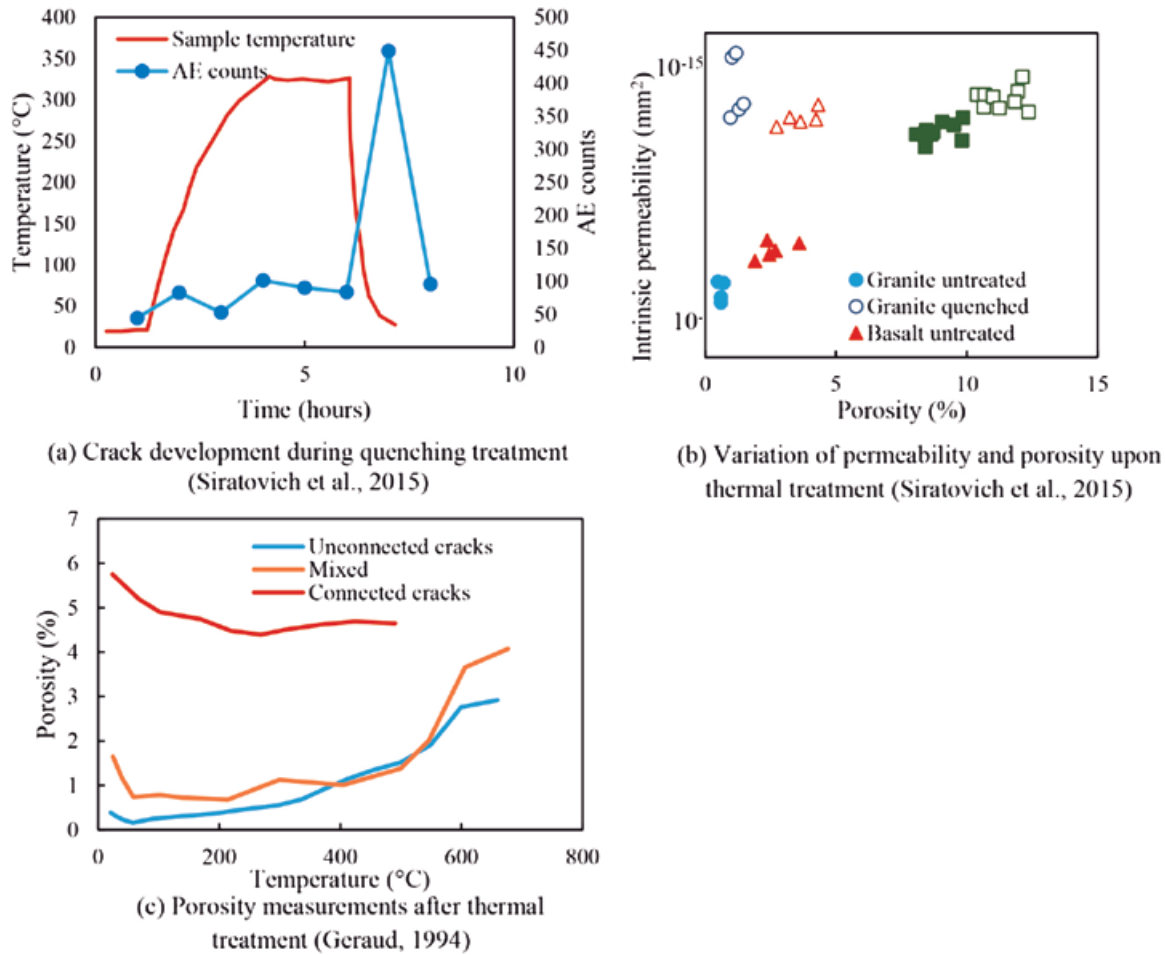 400
350
300
250
200
150
100
50
0
Temperature (°C)
Sample temperature
AE counts
500
450
400
350
300
250
200
150
100
50
0
AE counts
0
5
10
Time (hours)
(a) Crack development during quenching treatment
(Siratovich et al., 2015)
10-15
10-
Intrinsic permeability (mm2)
Granite untreated
Granite quenched
Basalt untreated
0
5
10
15
Porosity (%)
(b) Variation of permeability and porosity upon
thermal treatment (Siratovich et al., 2015)
7
6
5
4
3
2
1
0
Porosity (%)
Unconnected cracks
Mixed
Connected cracks
0
200
400
600
800
Temperature (°C)
(c) Porosity measurements after thermal
treatment (Geraud, 1994)